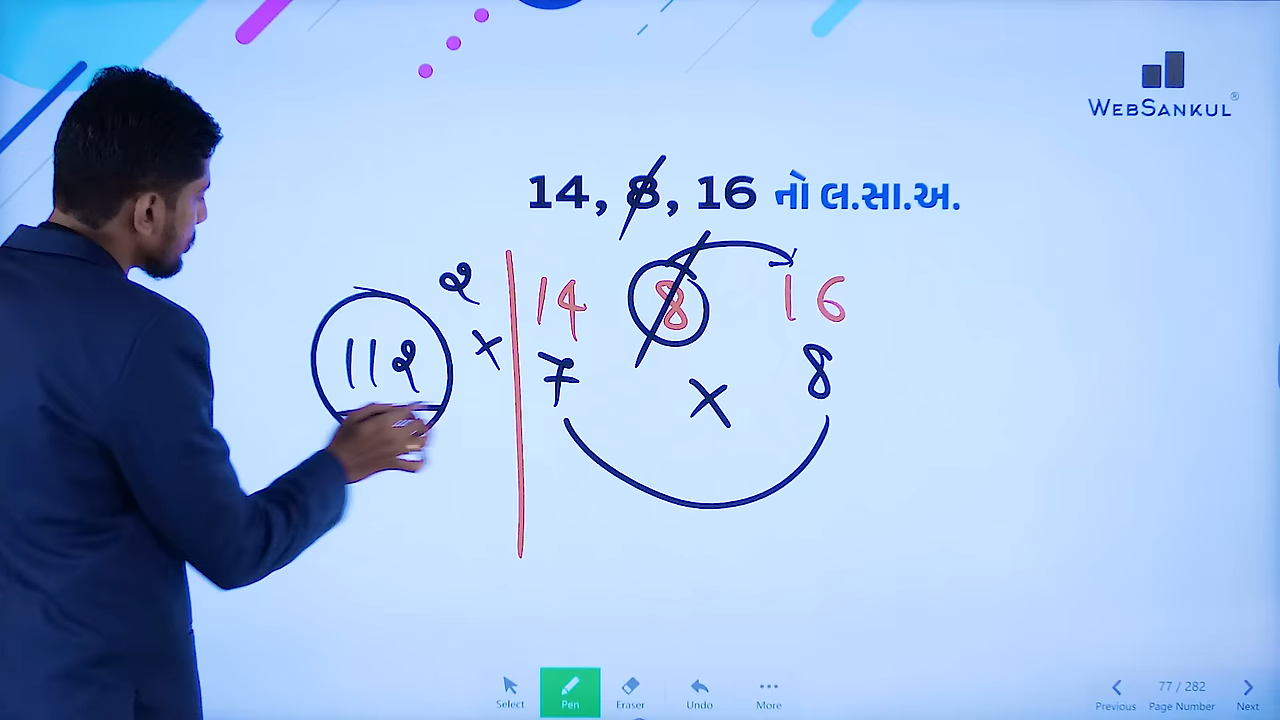 WEBSANKUL®
14, 8, 16 નો લ.સા.અ.
૨ 14 8 16
11૨ × 7 × 8
Select Pen Eraser Undo More
Previous 77 / 282 Page Number Next